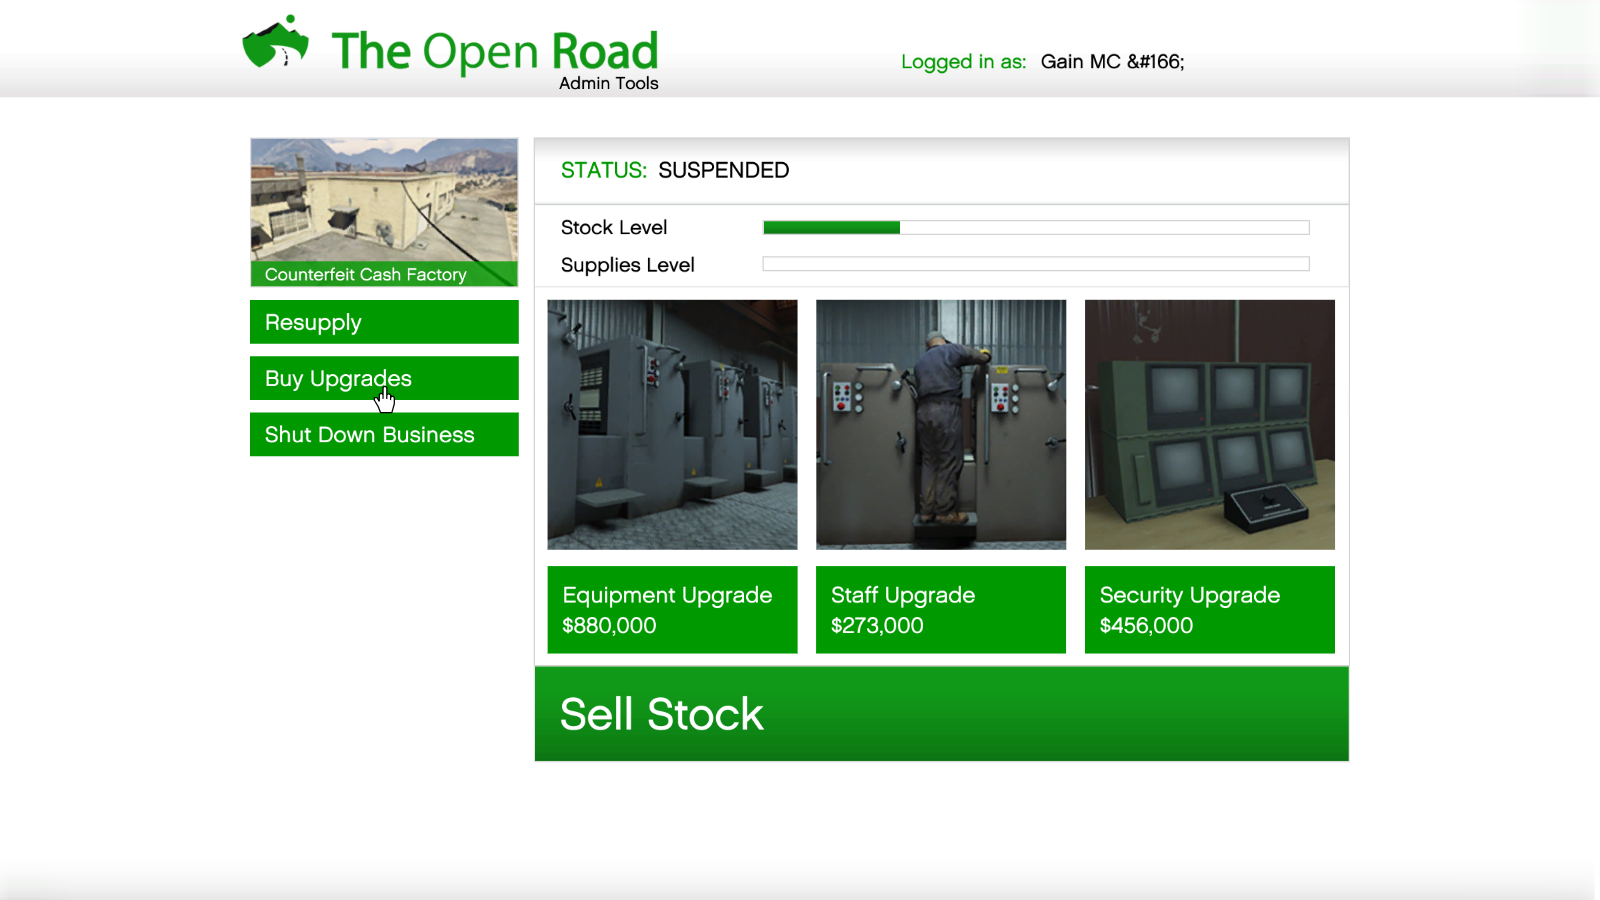 The Open Road
Admin Tools
Logged in as: Gain MC &#166;
Counterfeit Cash Factory
Resupply
Buy Upgrades
Shut Down Business
STATUS: SUSPENDED
Stock Level
Supplies Level
Equipment Upgrade
$880,000
Staff Upgrade
$273,000
Security Upgrade
$456,000
Sell Stock